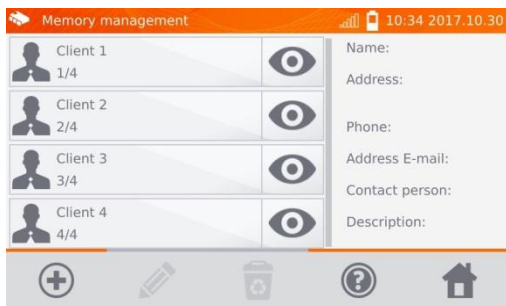 Memory management
10:34 2017.10.30
Client 1
1/4
Client 2
2/4
Client 3
3/4
Client 4
4/4
Name:
Address:
Phone:
Address E-mail:
Contact person:
Description: